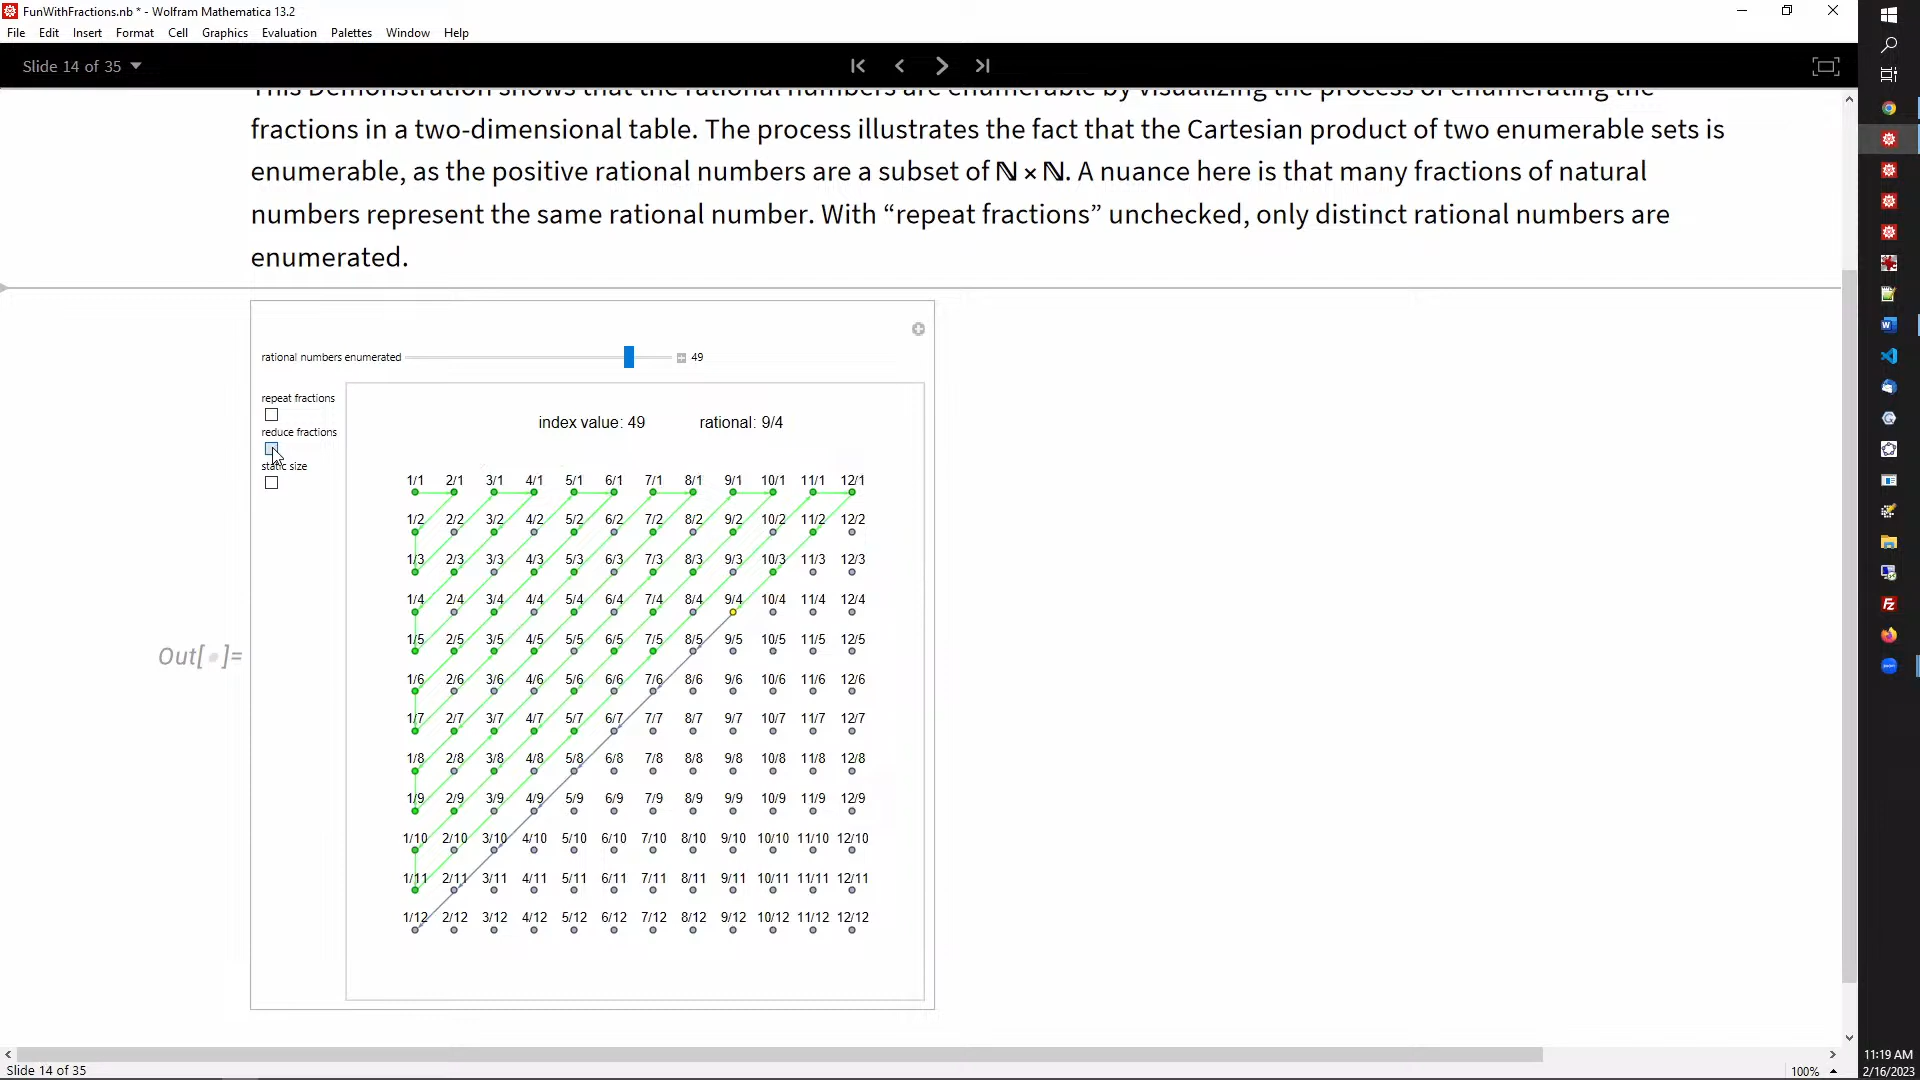 FunWithFractions.nb * - Wolfram Mathematica 13.2
File Edit Insert Format Cell Graphics Evaluation Palettes Window Help
Slide 14 of 35
This Demonstration shows that the rational numbers are enumerable by visualizing the process of enumerating the
fractions in a two-dimensional table. The process illustrates the fact that the Cartesian product of two enumerable sets is
enumerable, as the positive rational numbers are a subset of ℕ × ℕ. A nuance here is that many fractions of natural
numbers represent the same rational number. With “repeat fractions” unchecked, only distinct rational numbers are
enumerated.
rational numbers enumerated 49
repeat fractions
reduce fractions
static size
index value: 49 rational: 9/4
1/1 2/1 3/1 4/1 5/1 6/1 7/1 8/1 9/1 10/1 11/1 12/1
1/2 2/2 3/2 4/2 5/2 6/2 7/2 8/2 9/2 10/2 11/2 12/2
1/3 2/3 3/3 4/3 5/3 6/3 7/3 8/3 9/3 10/3 11/3 12/3
1/4 2/4 3/4 4/4 5/4 6/4 7/4 8/4 9/4 10/4 11/4 12/4
1/5 2/5 3/5 4/5 5/5 6/5 7/5 8/5 9/5 10/5 11/5 12/5
Out[ ]=
1/6 2/6 3/6 4/6 5/6 6/6 7/6 8/6 9/6 10/6 11/6 12/6
1/7 2/7 3/7 4/7 5/7 6/7 7/7 8/7 9/7 10/7 11/7 12/7
1/8 2/8 3/8 4/8 5/8 6/8 7/8 8/8 9/8 10/8 11/8 12/8
1/9 2/9 3/9 4/9 5/9 6/9 7/9 8/9 9/9 10/9 11/9 12/9
1/10 2/10 3/10 4/10 5/10 6/10 7/10 8/10 9/10 10/10 11/10 12/10
1/11 2/11 3/11 4/11 5/11 6/11 7/11 8/11 9/11 10/11 11/11 12/11
1/12 2/12 3/12 4/12 5/12 6/12 7/12 8/12 9/12 10/12 11/12 12/12
Slide 14 of 35
100%
11:19 AM
2/16/2023